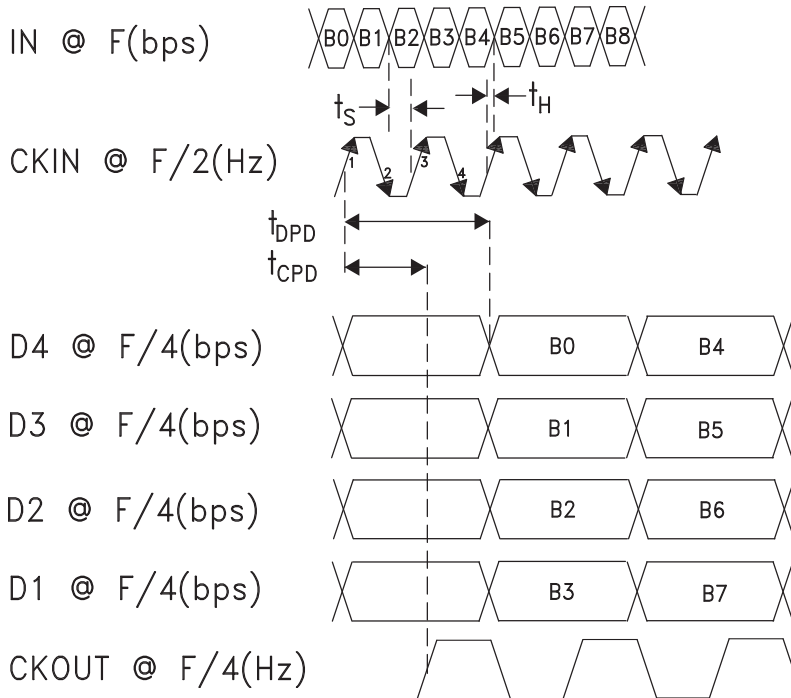 IN @ F(bps) B0 B1 B2 B3 B4 B5 B6 B7 B8
tS tH
CKIN @ F/2(Hz) 1 2 3 4
tDPD
tCPD
D4 @ F/4(bps) B0 B4
D3 @ F/4(bps) B1 B5
D2 @ F/4(bps) B2 B6
D1 @ F/4(bps) B3 B7
CKOUT @ F/4(Hz)